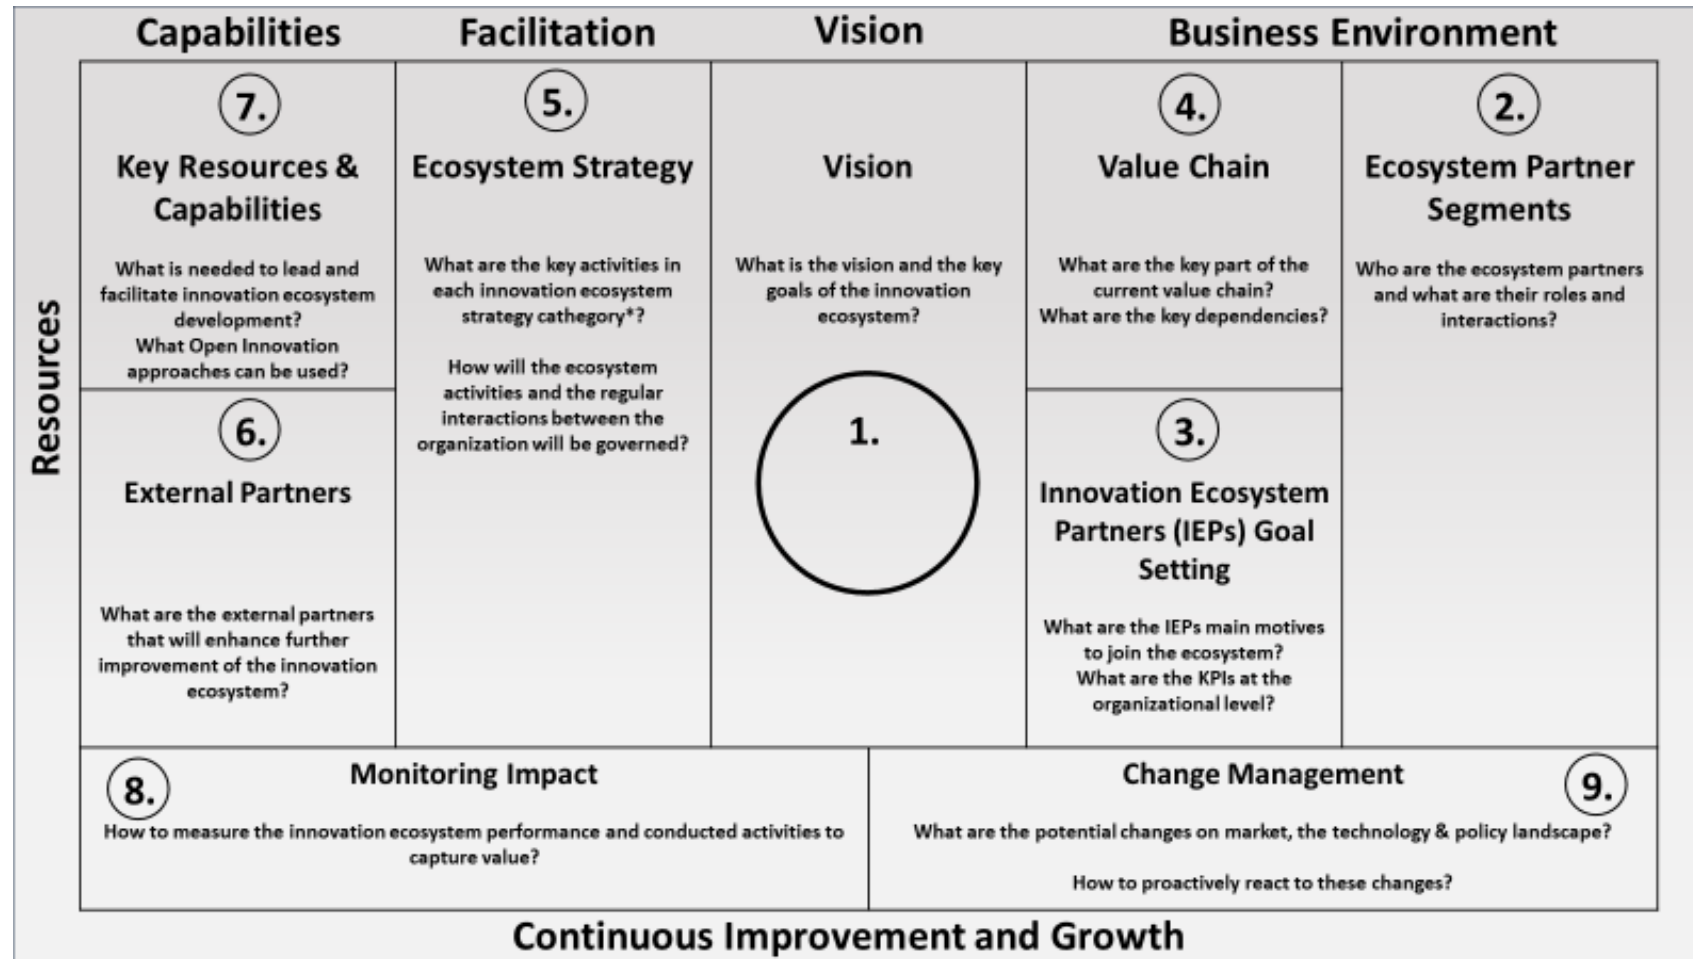 Capabilities
Facilitation
Vision
Business Environment
Resources
7.
Key Resources &
Capabilities
What is needed to lead and
facilitate innovation ecosystem
development?
What Open Innovation
approaches can be used?
6.
External Partners
What are the external partners
that will enhance further
improvement of the innovation
ecosystem?
5.
Ecosystem Strategy
What are the key activities in
each innovation ecosystem
strategy cathegory*?
How will the ecosystem
activities and the regular
interactions between the
organization will be governed?
Vision
What is the vision and the key
goals of the innovation
ecosystem?
1.
4.
Value Chain
What are the key part of the
current value chain?
What are the key dependencies?
3.
Innovation Ecosystem
Partners (IEPs) Goal
Setting
What are the IEPs main motives
to join the ecosystem?
What are the KPIs at the
organizational level?
2.
Ecosystem Partner
Segments
Who are the ecosystem partners
and what are their roles and
interactions?
8.
Monitoring Impact
How to measure the innovation ecosystem performance and conducted activities to
capture value?
Change Management
9.
What are the potential changes on market, the technology & policy landscape?
How to proactively react to these changes?
Continuous Improvement and Growth